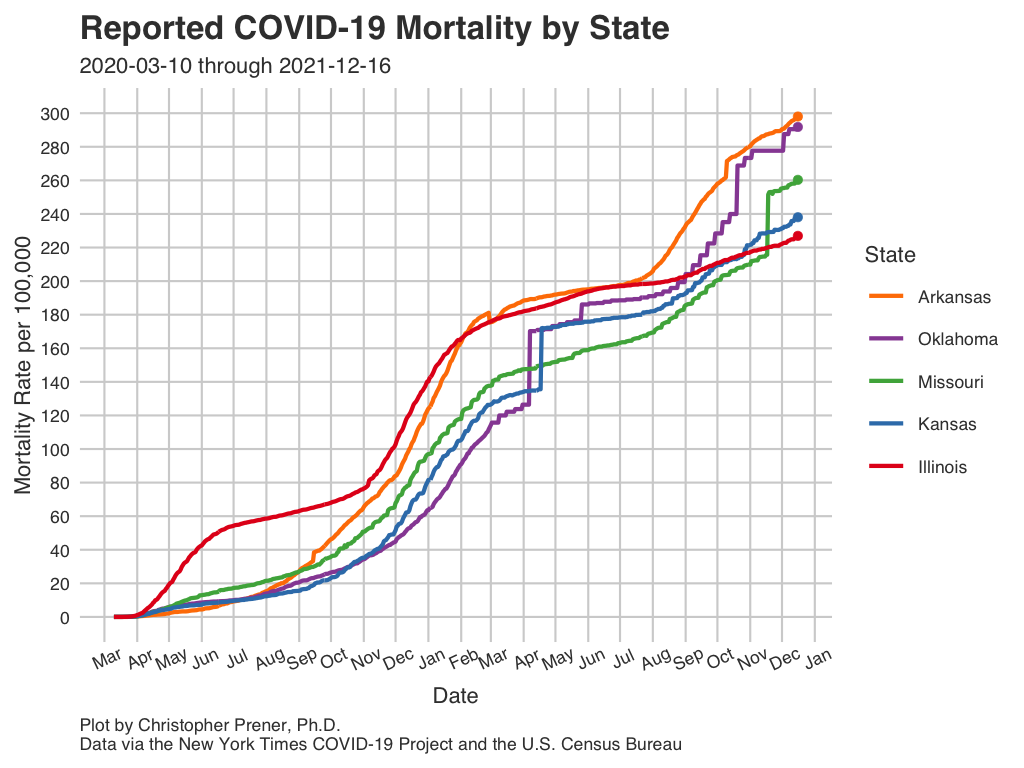 Reported COVID-19 Mortality by State
2020-03-10 through 2021-12-16
Mortality Rate per 100,000
300
280
260
240
220
200
180
160
140
120
100
80
60
40
20
0
Mar Apr May Jun Jul Aug Sep Oct Nov Dec Jan Feb Mar Apr May Jun Jul Aug Sep Oct Nov Dec Jan
Date
State
Arkansas
Oklahoma
Missouri
Kansas
Illinois
Plot by Christopher Prener, Ph.D.
Data via the New York Times COVID-19 Project and the U.S. Census Bureau